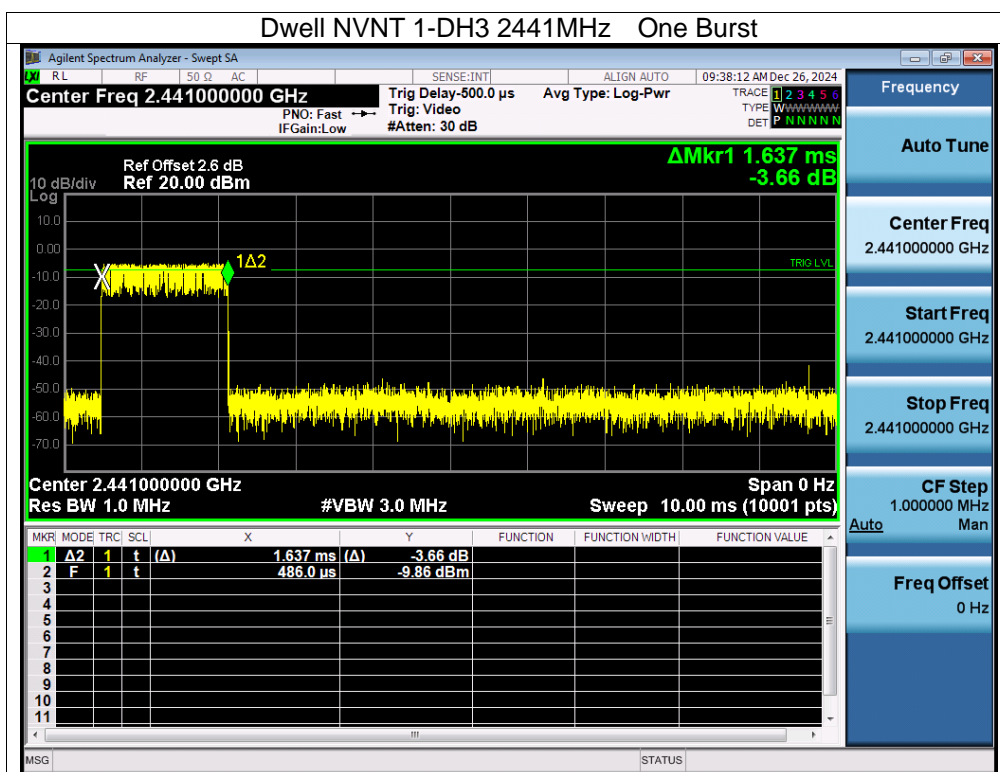 Dwell NVNT 1-DH3 2441MHz One Burst
Agilent Spectrum Analyzer - Swept SA
LXI RL RF 50 Ω AC SENSE:INT ALIGN AUTO 09:38:12 AM Dec 26, 2024
Center Freq 2.441000000 GHz Trig Delay-500.0 µs Avg Type: Log-Pwr TRACE 1 2 3 4 5 6
PNO: Fast Trig: Video TYPE WWWWWW
IFGain:Low #Atten: 30 dB DET P N N N N N
ΔMkr1 1.637 ms
-3.66 dB
Ref Offset 2.6 dB
10 dB/div Ref 20.00 dBm
Log
10.0
0.00
-10.0
-20.0
-30.0
-40.0
-50.0
-60.0
-70.0
1Δ2
TRIG LVL
Center 2.441000000 GHz Span 0 Hz
Res BW 1.0 MHz #VBW 3.0 MHz Sweep 10.00 ms (10001 pts)
MKR MODE TRC SCL X Y FUNCTION FUNCTION WIDTH FUNCTION VALUE
1 Δ2 1 t (Δ) 1.637 ms (Δ) -3.66 dB
2 F 1 t 486.0 µs -9.86 dBm
3
4
5
6
7
8
9
10
11
MSG STATUS
Frequency
Auto Tune
Center Freq
2.441000000 GHz
Start Freq
2.441000000 GHz
Stop Freq
2.441000000 GHz
CF Step
1.000000 MHz
Auto Man
Freq Offset
0 Hz